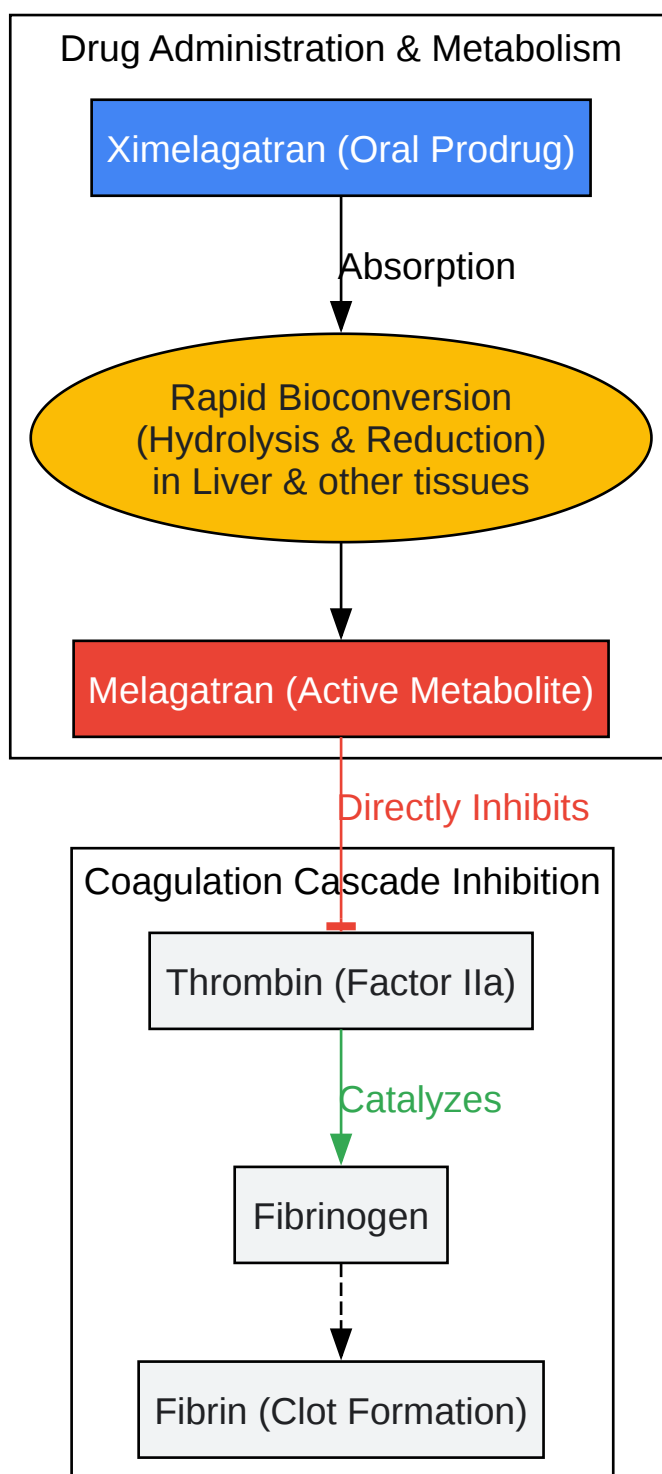 Drug Administration & Metabolism
Ximelagatran (Oral Prodrug)
Absorption
Rapid Bioconversion
(Hydrolysis & Reduction)
in Liver & other tissues
Melagatran (Active Metabolite)
Directly Inhibits
Coagulation Cascade Inhibition
Thrombin (Factor IIa)
Catalyzes
Fibrinogen
Fibrin (Clot Formation)